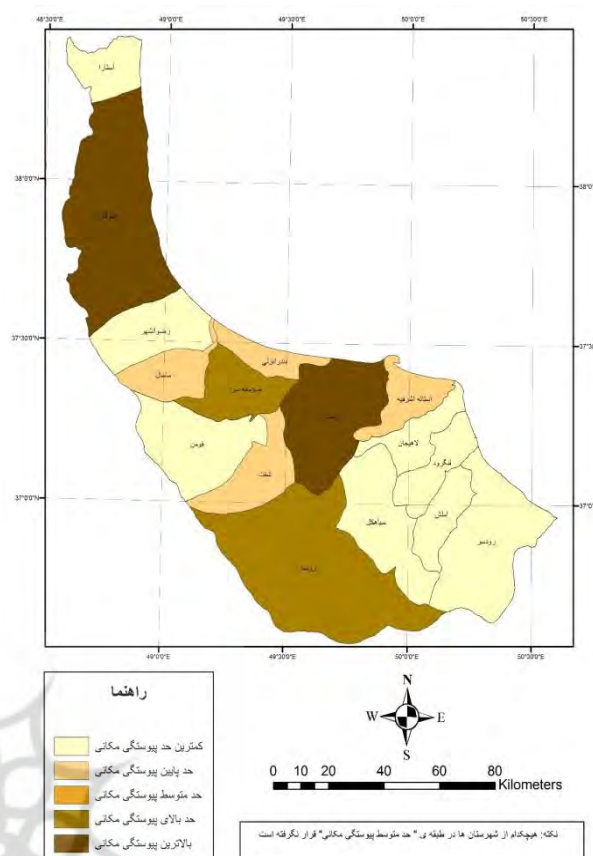 48°30'0"E 49°0'0"E 49°30'0"E 50°0'0"E 50°30'0"E
آستارا
38°0'0"N 38°0'0"N
رضوانشهر
37°30'0"N 37°30'0"N
بندرانزلی
ماسال
صومعه سرا
آستانه اشرفیه
لاهیجان
فومن
لنگرود
شفت
37°0'0"N 37°0'0"N
املش
سیاهکل
رودسر
رودبار
49°0'0"E 49°30'0"E 50°0'0"E 50°30'0"E
راهنما
کمترین حد پیوستگی مکانی
حد پایین پیوستگی مکانی
حد متوسط پیوستگی مکانی
حد بالای پیوستگی مکانی
بالاترین پیوستگی مکانی
N
W E
S
0 10 20 40 60 80
Kilometers
نکته: هیچکدام از شهرستان ها در طبقه ی " حد متوسط پیوستگی مکانی" قرار نگرفته است